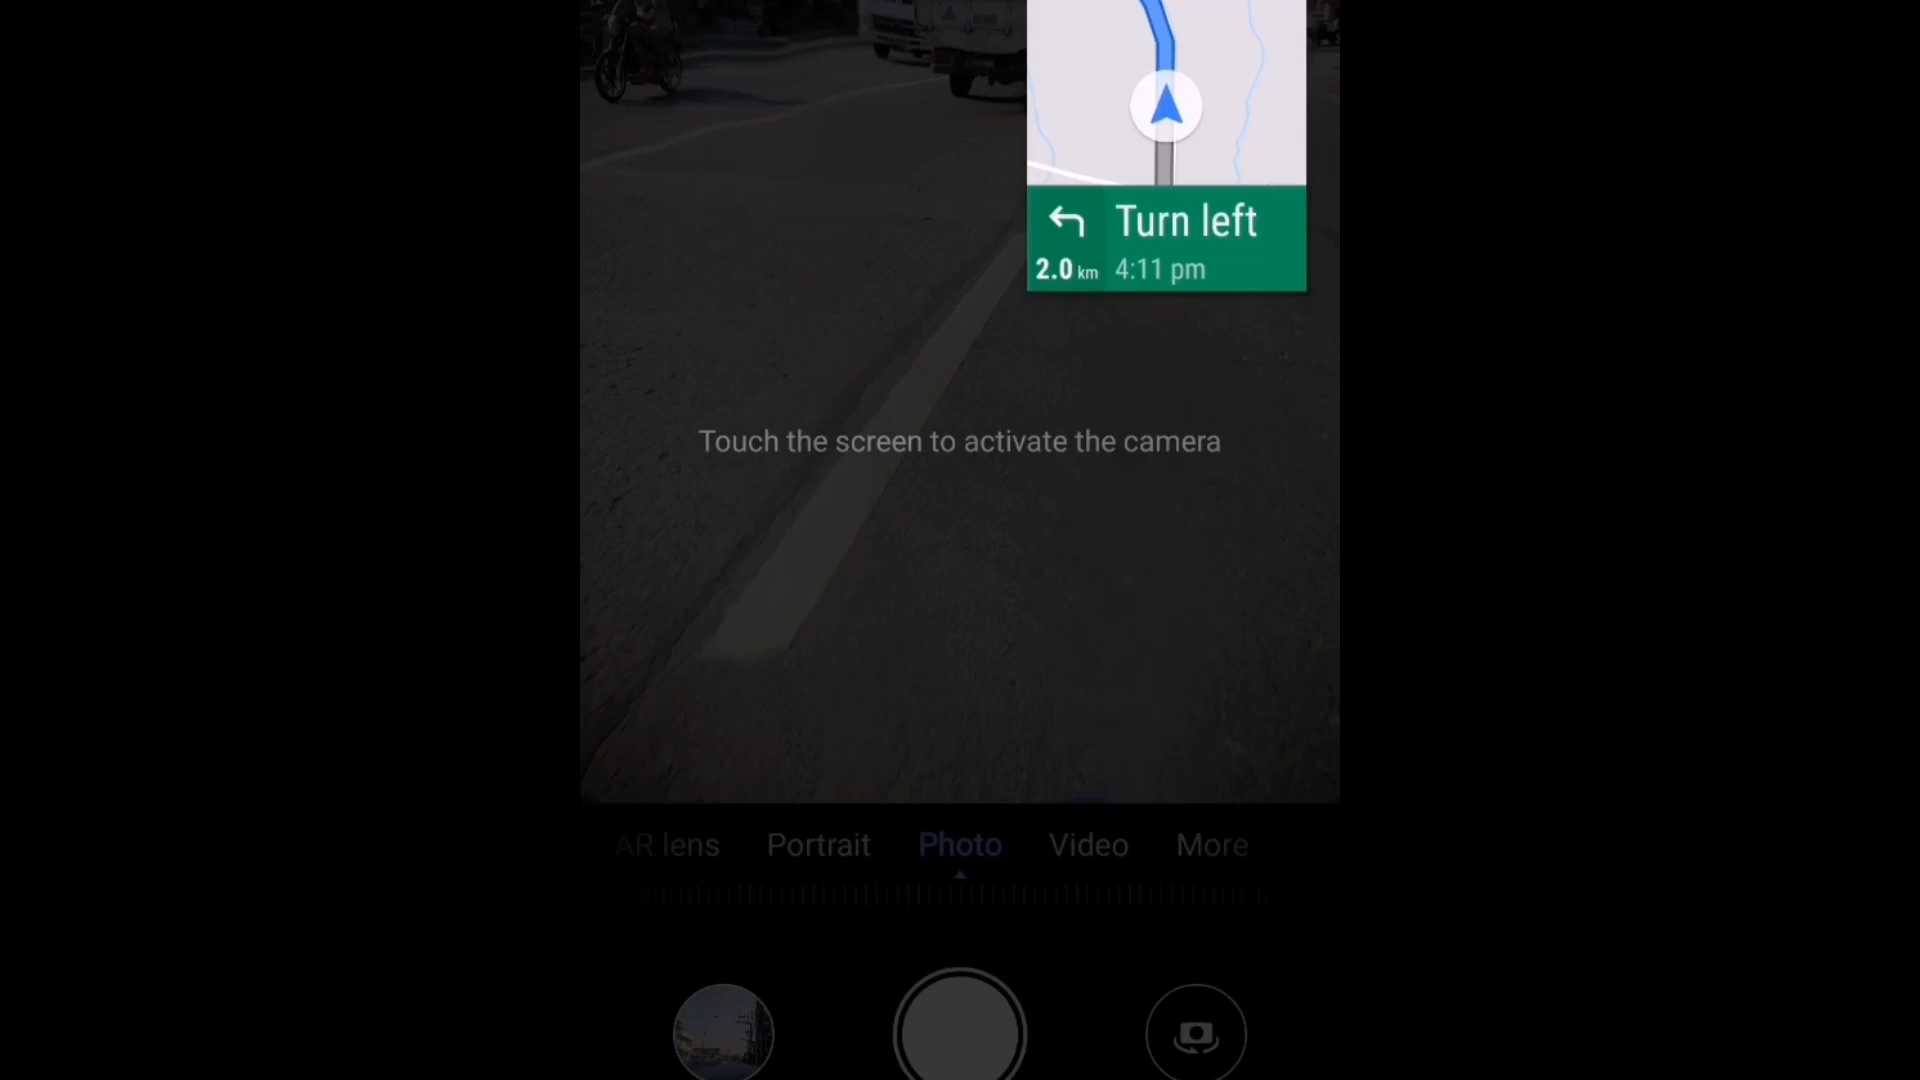 Turn left
2.0 km 4:11 pm
Touch the screen to activate the camera
AR lens Portrait Photo Video More